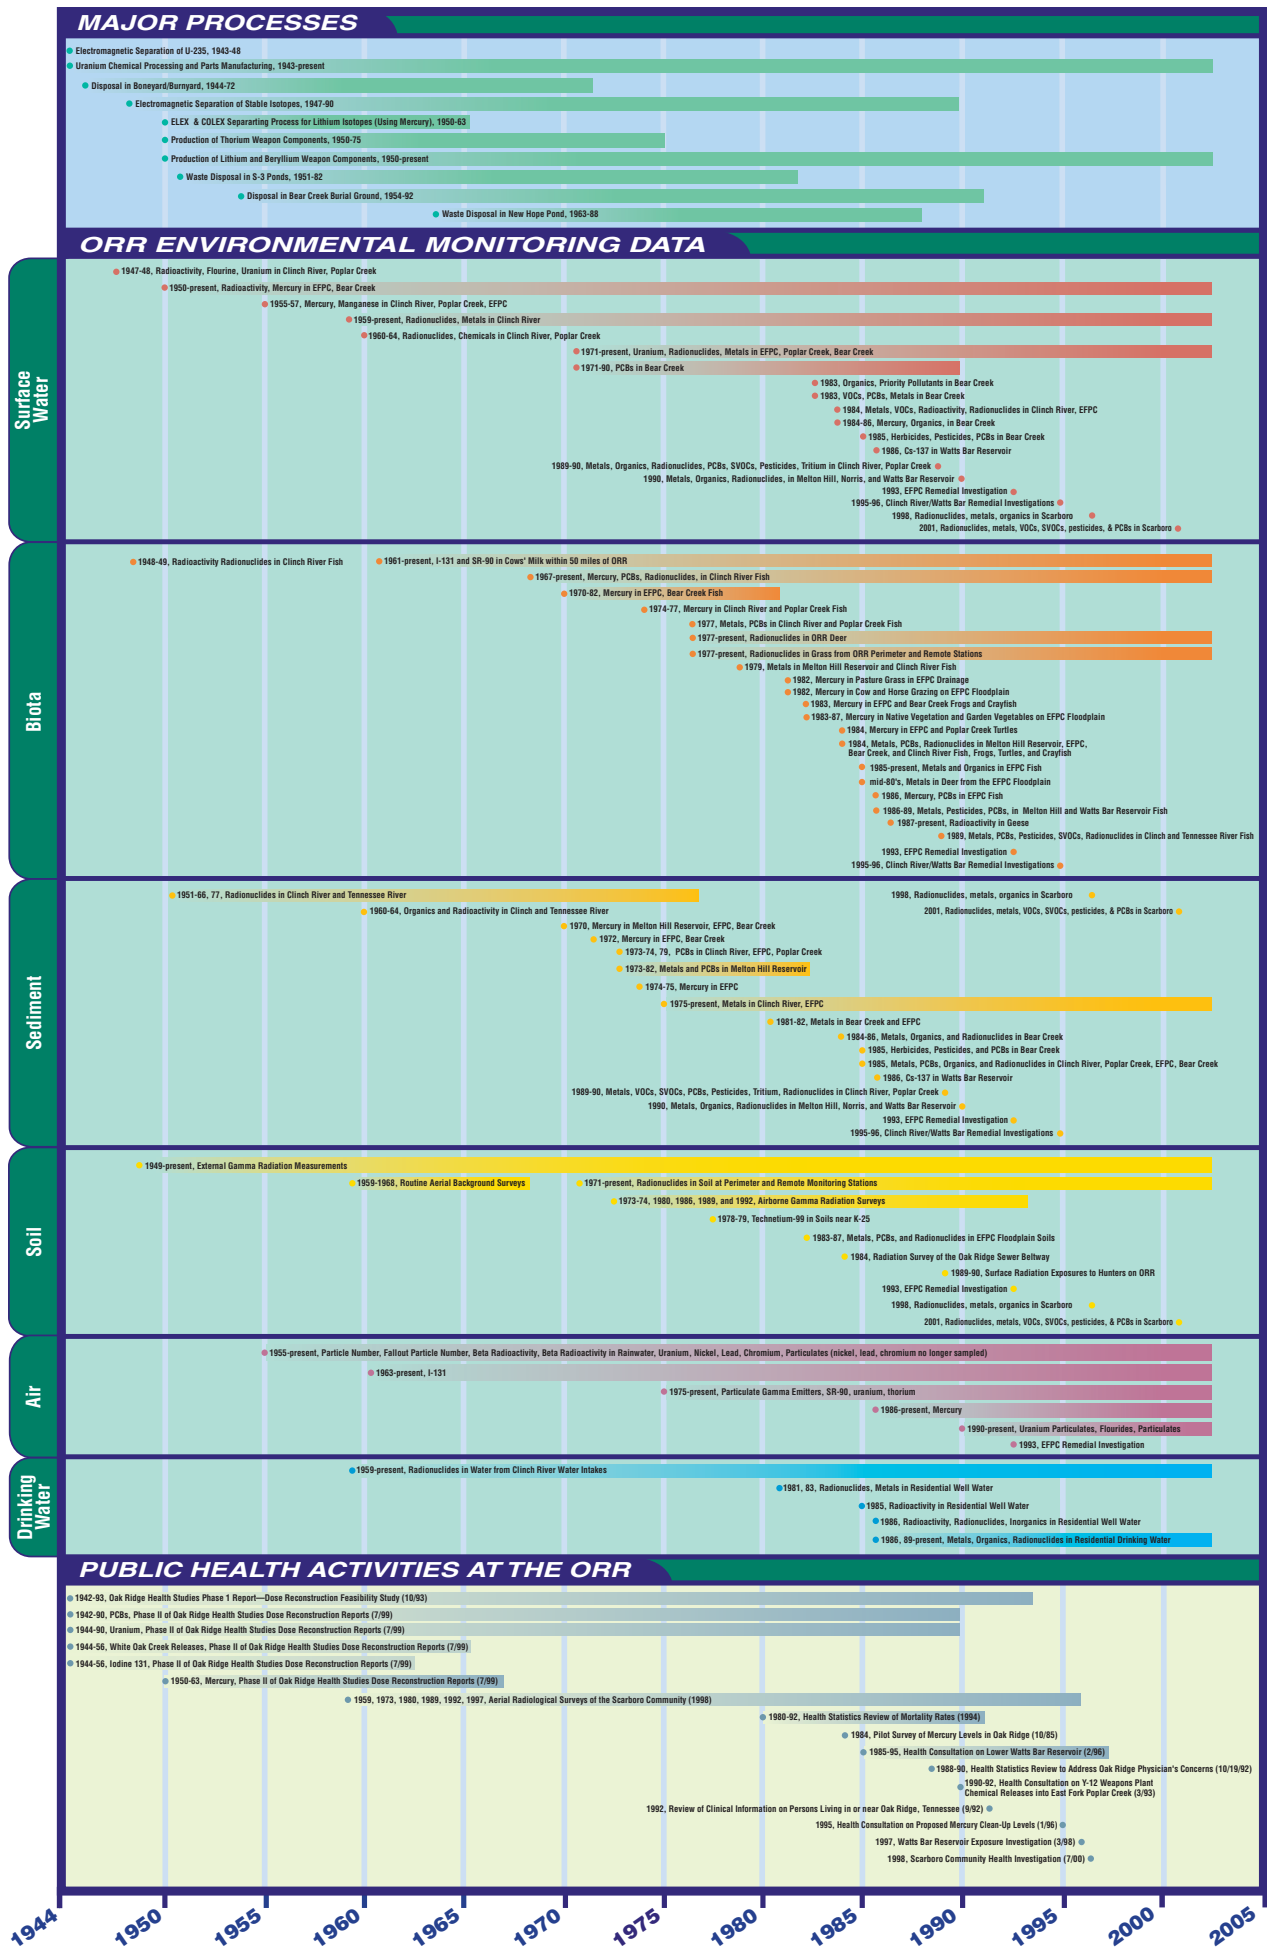 MAJOR PROCESSES
Electromagnetic Separation of U-235, 1943-48
Uranium Chemical Processing and Parts Manufacturing, 1943-present
Disposal in Boneyard/Burnyard, 1944-72
Electromagnetic Separation of Stable Isotopes, 1947-90
ELEX & COLEX Separarting Process for Lithium Isotopes (Using Mercury), 1950-63
Production of Thorium Weapon Components, 1950-75
Production of Lithium and Beryllium Weapon Components, 1950-present
Waste Disposal in S-3 Ponds, 1951-82
Disposal in Bear Creek Burial Ground, 1954-92
Waste Disposal in New Hope Pond, 1963-88
ORR ENVIRONMENTAL MONITORING DATA
Surface
Water
1947-48, Radioactivity, Flourine, Uranium in Clinch River, Poplar Creek
1950-present, Radioactivity, Mercury in EFPC, Bear Creek
1955-57, Mercury, Manganese in Clinch River, Poplar Creek, EFPC
1959-present, Radionuclides, Metals in Clinch River
1960-64, Radionuclides, Chemicals in Clinch River, Poplar Creek
1971-present, Uranium, Radionuclides, Metals in EFPC, Poplar Creek, Bear Creek
1971-90, PCBs in Bear Creek
1983, Organics, Priority Pollutants in Bear Creek
1983, VOCs, PCBs, Metals in Bear Creek
1984, Metals, VOCs, Radioactivity, Radionuclides in Clinch River, EFPC
1984-86, Mercury, Organics, in Bear Creek
1985, Herbicides, Pesticides, PCBs in Bear Creek
1986, Cs-137 in Watts Bar Reservoir
1989-90, Metals, Organics, Radionuclides, PCBs, SVOCs, Pesticides, Tritium in Clinch River, Poplar Creek
1990, Metals, Organics, Radionuclides, in Melton Hill, Norris, and Watts Bar Reservoir
1993, EFPC Remedial Investigation
1995-96, Clinch River/Watts Bar Remedial Investigations
1998, Radionuclides, metals, organics in Scarboro
2001, Radionuclides, metals, VOCs, SVOCs, pesticides, & PCBs in Scarboro
Biota
1948-49, Radioactivity Radionuclides in Clinch River Fish
1961-present, I-131 and SR-90 in Cows' Milk within 50 miles of ORR
1967-present, Mercury, PCBs, Radionuclides, in Clinch River Fish
1970-82, Mercury in EFPC, Bear Creek Fish
1974-77, Mercury in Clinch River and Poplar Creek Fish
1977, Metals, PCBs in Clinch River and Poplar Creek Fish
1977-present, Radionuclides in ORR Deer
1977-present, Radionuclides in Grass from ORR Perimeter and Remote Stations
1979, Metals in Melton Hill Reservoir and Clinch River Fish
1982, Mercury in Pasture Grass in EFPC Drainage
1982, Mercury in Cow and Horse Grazing on EFPC Floodplain
1983, Mercury in EFPC and Bear Creek Frogs and Crayfish
1983-87, Mercury in Native Vegetation and Garden Vegetables on EFPC Floodplain
1984, Mercury in EFPC and Poplar Creek Turtles
1984, Metals, PCBs, Radionuclides in Melton Hill Reservoir, EFPC,
Bear Creek, and Clinch River Fish, Frogs, Turtles, and Crayfish
1985-present, Metals and Organics in EFPC Fish
mid-80's, Metals in Deer from the EFPC Floodplain
1986, Mercury, PCBs in EFPC Fish
1986-89, Metals, Pesticides, PCBs, in Melton Hill and Watts Bar Reservoir Fish
1987-present, Radioactivity in Geese
1989, Metals, PCBs, Pesticides, SVOCs, Radionuclides in Clinch and Tennessee River Fish
1993, EFPC Remedial Investigation
1995-96, Clinch River/Watts Bar Remedial Investigations
Sediment
1951-66, 77, Radionuclides in Clinch River and Tennessee River
1998, Radionuclides, metals, organics in Scarboro
1960-64, Organics and Radioactivity in Clinch and Tennessee River
2001, Radionuclides, metals, VOCs, SVOCs, pesticides, & PCBs in Scarboro
1970, Mercury in Melton Hill Reservoir, EFPC, Bear Creek
1972, Mercury in EFPC, Bear Creek
1973-74, 79, PCBs in Clinch River, EFPC, Poplar Creek
1973-82, Metals and PCBs in Melton Hill Reservoir
1974-75, Mercury in EFPC
1975-present, Metals in Clinch River, EFPC
1981-82, Metals in Bear Creek and EFPC
1984-86, Metals, Organics, and Radionuclides in Bear Creek
1985, Herbicides, Pesticides, and PCBs in Bear Creek
1985, Metals, PCBs, Organics, and Radionuclides in Clinch River, Poplar Creek, EFPC, Bear Creek
1986, Cs-137 in Watts Bar Reservoir
1989-90, Metals, VOCs, SVOCs, PCBs, Pesticides, Tritium, Radionuclides in Clinch River, Poplar Creek
1990, Metals, Organics, Radionuclides in Melton Hill, Norris, and Watts Bar Reservoir
1993, EFPC Remedial Investigation
1995-96, Clinch River/Watts Bar Remedial Investigations
Soil
1949-present, External Gamma Radiation Measurements
1959-1968, Routine Aerial Background Surveys
1971-present, Radionuclides in Soil at Perimeter and Remote Monitoring Stations
1973-74, 1980, 1986, 1989, and 1992, Airborne Gamma Radiation Surveys
1978-79, Technetium-99 in Soils near K-25
1983-87, Metals, PCBs, and Radionuclides in EFPC Floodplain Soils
1984, Radiation Survey of the Oak Ridge Sewer Beltway
1989-90, Surface Radiation Exposures to Hunters on ORR
1993, EFPC Remedial Investigation
1998, Radionuclides, metals, organics in Scarboro
2001, Radionuclides, metals, VOCs, SVOCs, pesticides, & PCBs in Scarboro
Air
1955-present, Particle Number, Fallout Particle Number, Beta Radioactivity, Beta Radioactivity in Rainwater, Uranium, Nickel, Lead, Chromium, Particulates (nickel, lead, chromium no longer sampled)
1963-present, I-131
1975-present, Particulate Gamma Emitters, SR-90, uranium, thorium
1986-present, Mercury
1990-present, Uranium Particulates, Flourides, Particulates
1993, EFPC Remedial Investigation
Drinking
Water
1959-present, Radionuclides in Water from Clinch River Water Intakes
1981, 83, Radionuclides, Metals in Residential Well Water
1985, Radioactivity in Residential Well Water
1986, Radioactivity, Radionuclides, Inorganics in Residential Well Water
1986, 89-present, Metals, Organics, Radionuclides in Residential Drinking Water
PUBLIC HEALTH ACTIVITIES AT THE ORR
1942-93, Oak Ridge Health Studies Phase 1 Report—Dose Reconstruction Feasibility Study (10/93)
1942-90, PCBs, Phase II of Oak Ridge Health Studies Dose Reconstruction Reports (7/99)
1944-90, Uranium, Phase II of Oak Ridge Health Studies Dose Reconstruction Reports (7/99)
1944-56, White Oak Creek Releases, Phase II of Oak Ridge Health Studies Dose Reconstruction Reports (7/99)
1944-56, Iodine 131, Phase II of Oak Ridge Health Studies Dose Reconstruction Reports (7/99)
1950-63, Mercury, Phase II of Oak Ridge Health Studies Dose Reconstruction Reports (7/99)
1959, 1973, 1980, 1989, 1992, 1997, Aerial Radiological Surveys of the Scarboro Community (1998)
1980-92, Health Statistics Review of Mortality Rates (1994)
1984, Pilot Survey of Mercury Levels in Oak Ridge (10/85)
1985-95, Health Consultation on Lower Watts Bar Reservoir (2/96)
1988-90, Health Statistics Review to Address Oak Ridge Physician's Concerns (10/19/92)
1990-92, Health Consultation on Y-12 Weapons Plant
Chemical Releases into East Fork Poplar Creek (3/93)
1992, Review of Clinical Information on Persons Living in or near Oak Ridge, Tennessee (9/92)
1995, Health Consultation on Proposed Mercury Clean-Up Levels (1/96)
1997, Watts Bar Reservoir Exposure Investigation (3/98)
1998, Scarboro Community Health Investigation (7/00)
1944 1950 1955 1960 1965 1970 1975 1980 1985 1990 1995 2000 2005